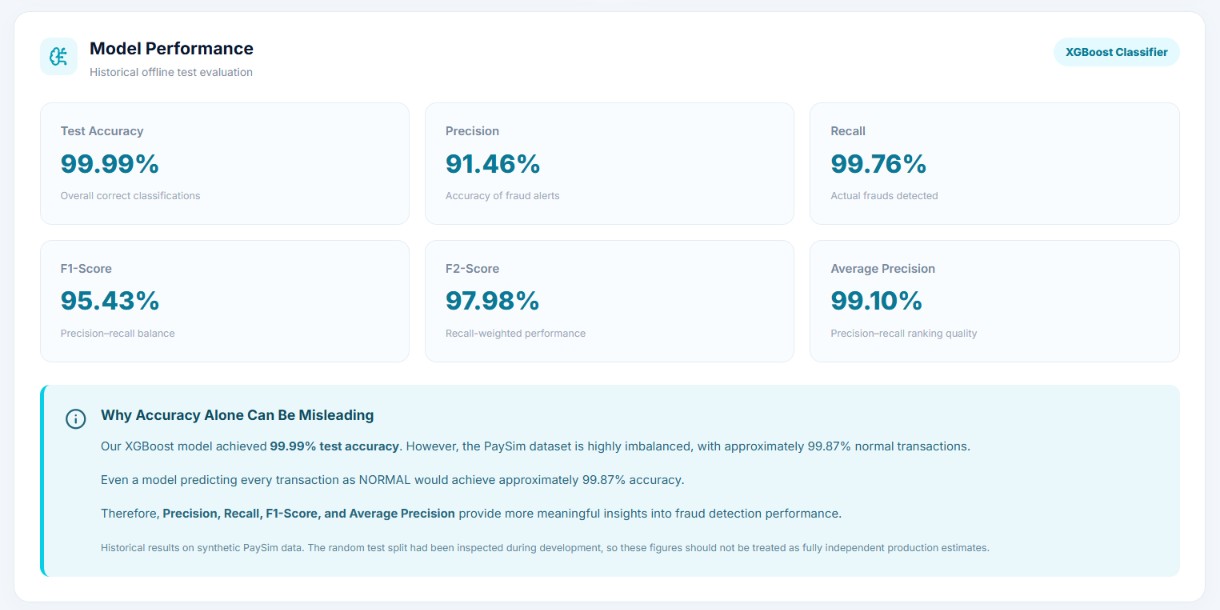 Model Performance
Historical offline test evaluation
XGBoost Classifier
Test Accuracy
99.99%
Overall correct classifications
Precision
91.46%
Accuracy of fraud alerts
Recall
99.76%
Actual frauds detected
F1-Score
95.43%
Precision–recall balance
F2-Score
97.98%
Recall-weighted performance
Average Precision
99.10%
Precision–recall ranking quality
Why Accuracy Alone Can Be Misleading
Our XGBoost model achieved 99.99% test accuracy. However, the PaySim dataset is highly imbalanced, with approximately 99.87% normal transactions.
Even a model predicting every transaction as NORMAL would achieve approximately 99.87% accuracy.
Therefore, Precision, Recall, F1-Score, and Average Precision provide more meaningful insights into fraud detection performance.
Historical results on synthetic PaySim data. The random test split had been inspected during development, so these figures should not be treated as fully independent production estimates.